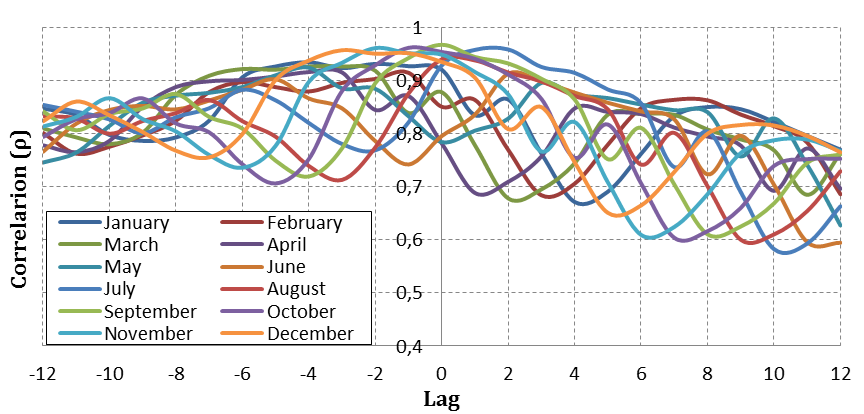 1
0,9
0,8
0,7
0,6
0,5
0,4
Correlarion (ρ)
January February
March April
May June
July August
September October
November December
-12 -10 -8 -6 -4 -2 0 2 4 6 8 10 12
Lag